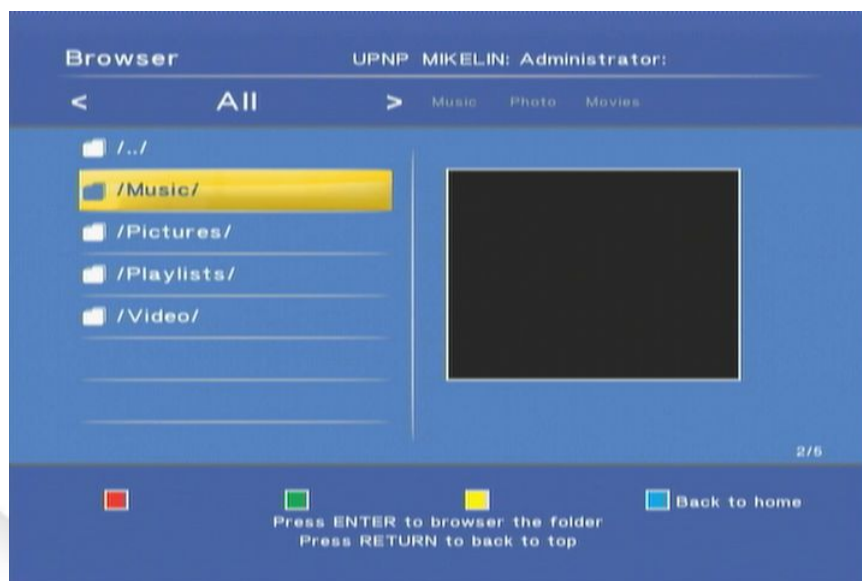 Browser UPNP MIKELIN: Administrator:
< All > Music Photo Movies
/../
/Music/
/Pictures/
/Playlists/
/Video/
2/5
Back to home
Press ENTER to browser the folder
Press RETURN to back to top